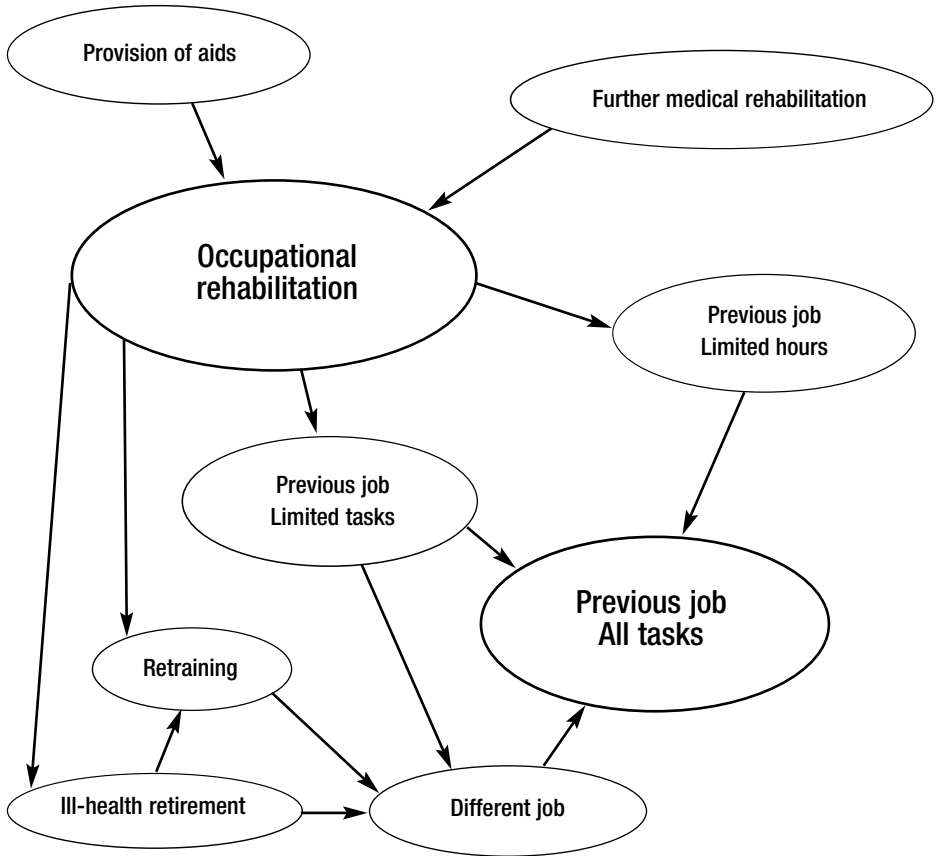 Provision of aids
Further medical rehabilitation
Occupational
rehabilitation
Previous job
Limited hours
Previous job
Limited tasks
Previous job
All tasks
Retraining
Ill-health retirement
Different job